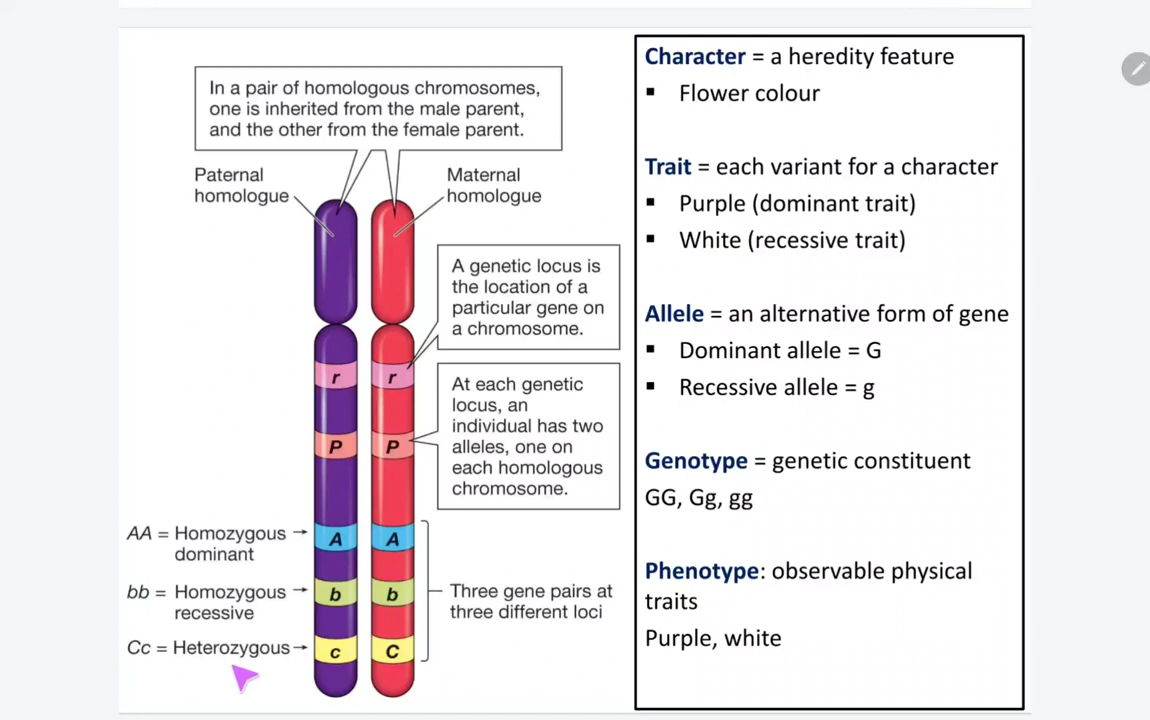 In a pair of homologous chromosomes,
one is inherited from the male parent,
and the other from the female parent.
Paternal
homologue
Maternal
homologue
A genetic locus is
the location of a
particular gene on
a chromosome.
r r
At each genetic
locus, an
individual has two
alleles, one on
each homologous
chromosome.
P P
AA = Homozygous
dominant
A A
bb = Homozygous
recessive
b b
Three gene pairs at
three different loci
Cc = Heterozygous
c C
Character = a heredity feature
▪ Flower colour
Trait = each variant for a character
▪ Purple (dominant trait)
▪ White (recessive trait)
Allele = an alternative form of gene
▪ Dominant allele = G
▪ Recessive allele = g
Genotype = genetic constituent
GG, Gg, gg
Phenotype: observable physical
traits
Purple, white